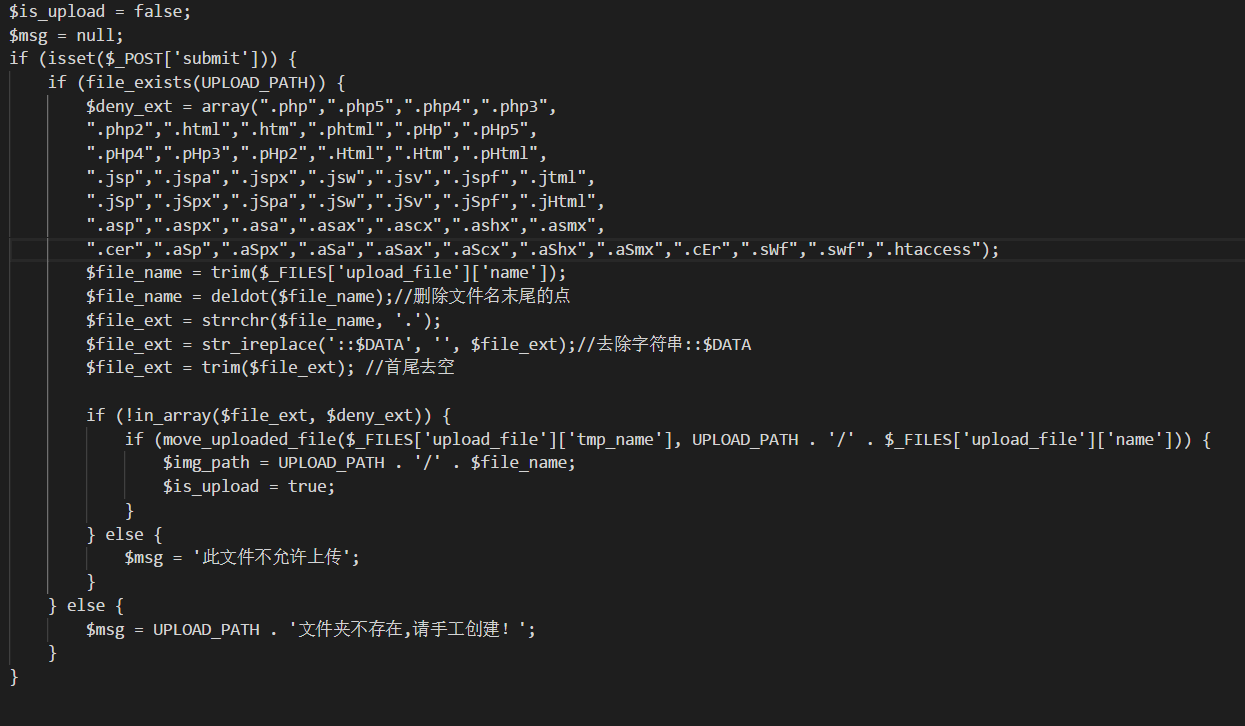 $is_upload = false;
$msg = null;
if (isset($_POST['submit'])) {
    if (file_exists(UPLOAD_PATH)) {
        $deny_ext = array(".php",".php5",".php4",".php3",
        ".php2",".html",".htm",".phtml",".pHp",".pHp5",
        ".pHp4",".pHp3",".pHp2",".Html",".Htm",".pHtml",
        ".jsp",".jspa",".jspx",".jsw",".jsv",".jspf",".jtml",
        ".jSp",".jSpx",".jSpa",".jSw",".jSv",".jSpf",".jHtml",
        ".asp",".aspx",".asa",".asax",".ascx",".ashx",".asmx",
        ".cer",".aSp",".aSpx",".aSa",".aSax",".aScx",".aShx",".aSmx",".cEr",".sWf",".swf",".htaccess");
        $file_name = trim($_FILES['upload_file']['name']);
        $file_name = deldot($file_name);//删除文件名末尾的点
        $file_ext = strrchr($file_name, '.');
        $file_ext = str_ireplace('::$DATA', '', $file_ext);//去除字符串::$DATA
        $file_ext = trim($file_ext); //首尾去空

        if (!in_array($file_ext, $deny_ext)) {
            if (move_uploaded_file($_FILES['upload_file']['tmp_name'], UPLOAD_PATH . '/' . $_FILES['upload_file']['name'])) {
                $img_path = UPLOAD_PATH . '/' . $file_name;
                $is_upload = true;
            }
        } else {
            $msg = '此文件不允许上传';
        }
    } else {
        $msg = UPLOAD_PATH . '文件夹不存在,请手工创建！';
    }
}